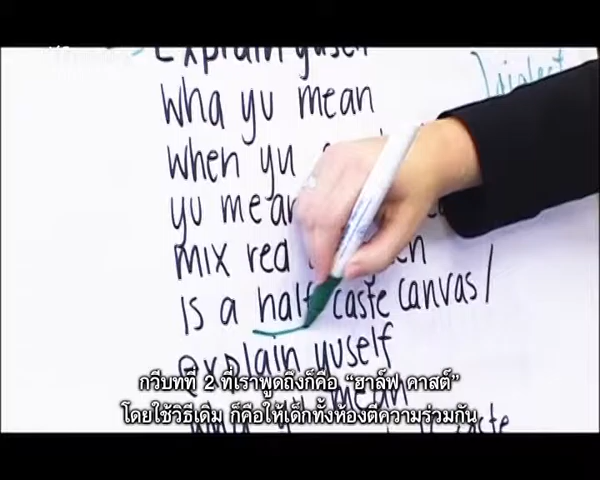 Explain yuself
Wha yu mean
When yu
yu mean
mix red
Is a half caste canvas/
explain yuself
mean
caste
dialect
กวีบทที่ 2 ที่เราพูดถึงก็คือ “ฮาล์ฟ คาสต์”
โดยใช้วิธีเดิม ก็คือให้เด็กทั้งห้องตีความร่วมกัน